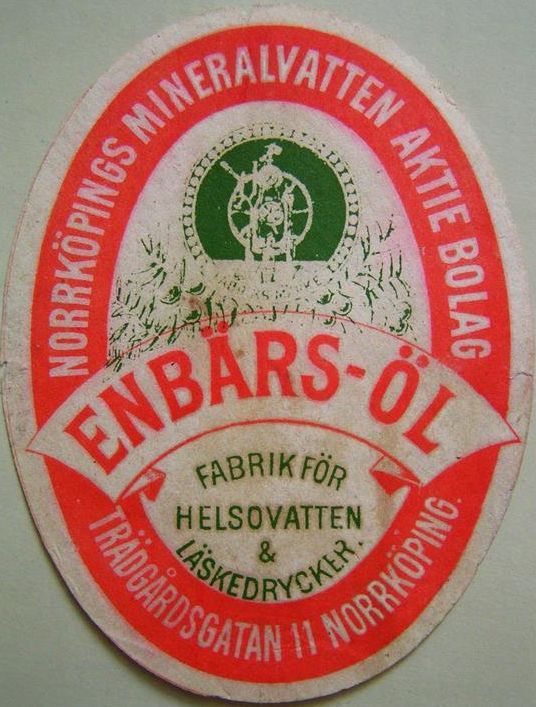 NORRKÖPINGS MINERALVATTEN AKTIE BOLAG
ENBÄRS-ÖL
FABRIK FÖR
HELSOVATTEN
&
LÄSKEDRYCKER.
TRÄDGÅRDSGATAN 11 NORRKÖPING.